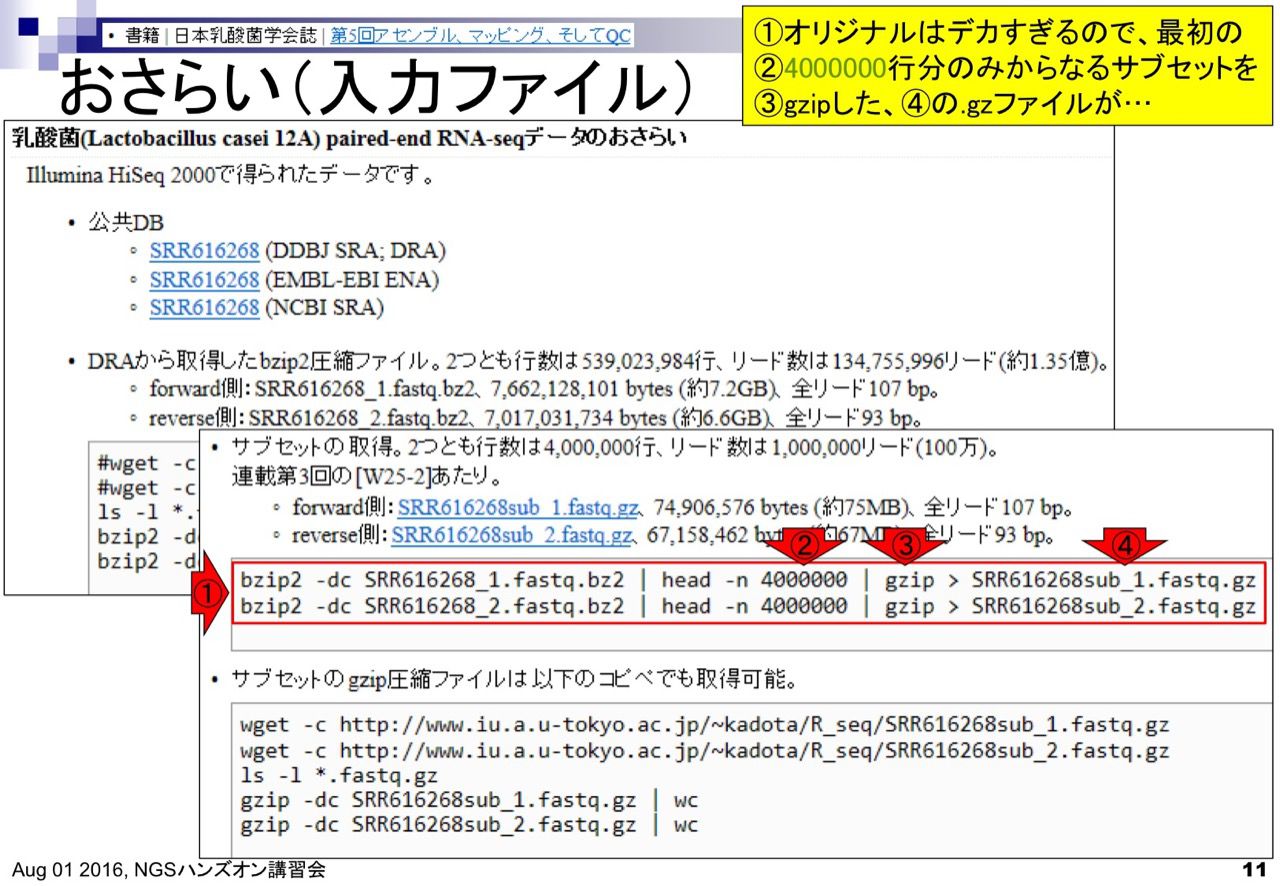 • 書籍 | 日本乳酸菌学会誌 | 第5回アセンブル、マッピング、そしてQC
おさらい（入力ファイル）
①オリジナルはデカすぎるので、最初の
②4000000行分のみからなるサブセットを
③gzipした、④の.gzファイルが…
乳酸菌(Lactobacillus casei 12A) paired-end RNA-seqデータのおさらい
Illumina HiSeq 2000で得られたデータです。
• 公共DB
◦ SRR616268 (DDBJ SRA; DRA)
◦ SRR616268 (EMBL-EBI ENA)
◦ SRR616268 (NCBI SRA)
• DRAから取得したbzip2圧縮ファイル。2つとも行数は539,023,984行、リード数は134,755,996リード(約1.35億)。
◦ forward側: SRR616268_1.fastq.bz2、7,662,128,101 bytes (約7.2GB)、全リード107 bp。
◦ reverse側: SRR616268_2.fastq.bz2、7,017,031,734 bytes (約6.6GB)、全リード93 bp。
#wget -c
#wget -c
ls -l *.
bzip2 -d
bzip2 -d
• サブセットの取得。2つとも行数は4,000,000行、リード数は1,000,000リード(100万)。
連載第3回の[W25-2]あたり。
◦ forward側: SRR616268sub_1.fastq.gz、74,906,576 bytes (約75MB)、全リード107 bp。
◦ reverse側: SRR616268sub_2.fastq.gz、67,158,462 bytes (約67MB)、全リード93 bp。
② ③ ④
①
bzip2 -dc SRR616268_1.fastq.bz2 | head -n 4000000 | gzip > SRR616268sub_1.fastq.gz
bzip2 -dc SRR616268_2.fastq.bz2 | head -n 4000000 | gzip > SRR616268sub_2.fastq.gz
• サブセットのgzip圧縮ファイルは以下のコピペでも取得可能。
wget -c http://www.iu.a.u-tokyo.ac.jp/~kadota/R_seq/SRR616268sub_1.fastq.gz
wget -c http://www.iu.a.u-tokyo.ac.jp/~kadota/R_seq/SRR616268sub_2.fastq.gz
ls -l *.fastq.gz
gzip -dc SRR616268sub_1.fastq.gz | wc
gzip -dc SRR616268sub_2.fastq.gz | wc
Aug 01 2016, NGSハンズオン講習会
11